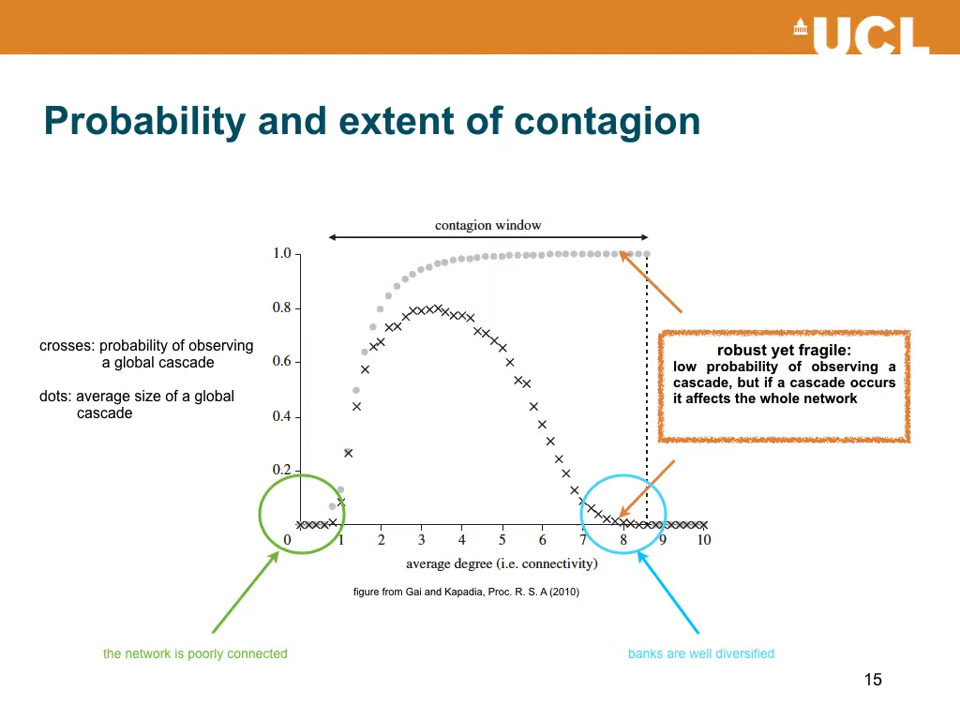 UCL
Probability and extent of contagion
contagion window
1.0
0.8
0.6
0.4
0.2
0
1
2
3
4
5
6
7
8
9
10
average degree (i.e. connectivity)
crosses: probability of observing
a global cascade
dots: average size of a global
cascade
robust yet fragile:
low probability of observing a
cascade, but if a cascade occurs
it affects the whole network
figure from Gai and Kapadia, Proc. R. S. A (2010)
the network is poorly connected
banks are well diversified
15